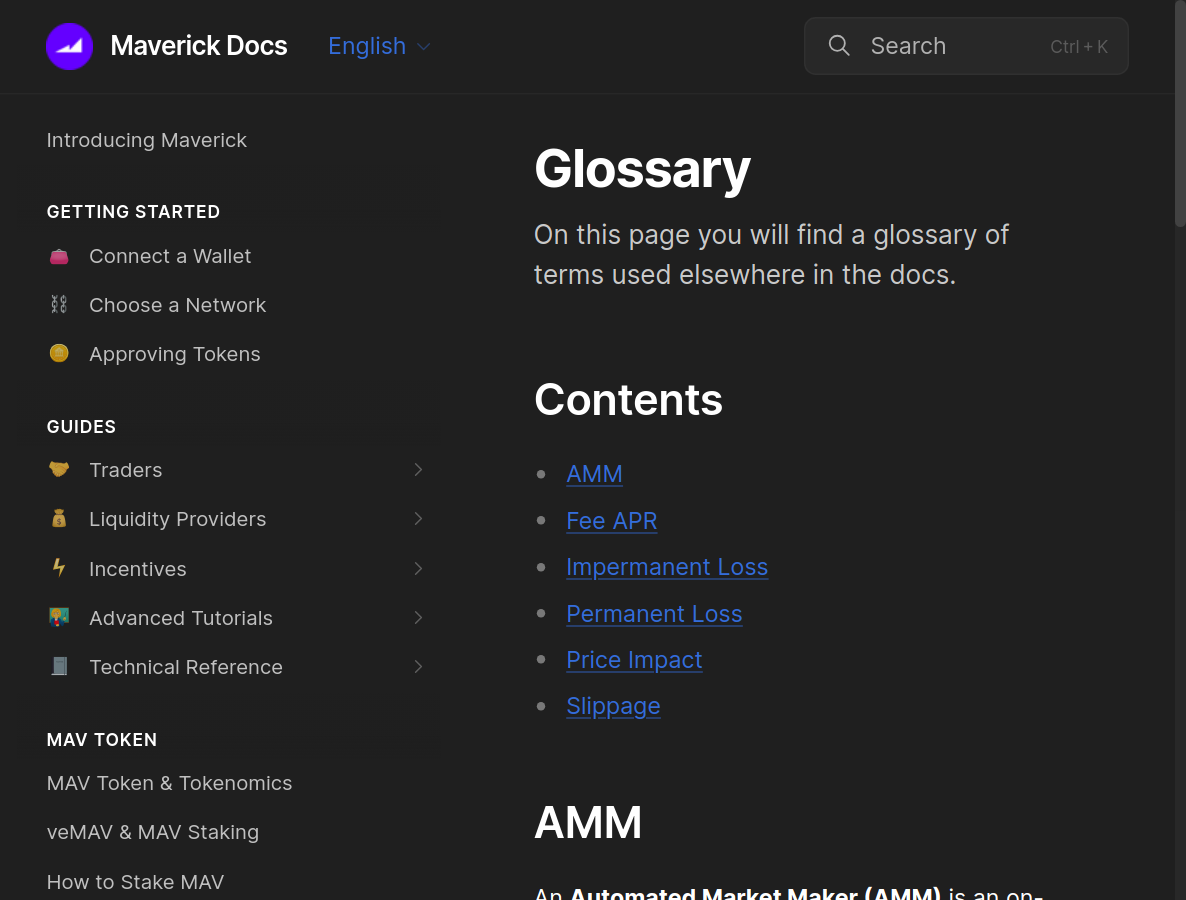 Maverick Docs
English
Search
Ctrl + K
Introducing Maverick
GETTING STARTED
Connect a Wallet
Choose a Network
Approving Tokens
GUIDES
Traders
Liquidity Providers
Incentives
Advanced Tutorials
Technical Reference
MAV TOKEN
MAV Token & Tokenomics
veMAV & MAV Staking
How to Stake MAV
Glossary
On this page you will find a glossary of
terms used elsewhere in the docs.
Contents
AMM
Fee APR
Impermanent Loss
Permanent Loss
Price Impact
Slippage
AMM
An Automated Market Maker (AMM) is an on-